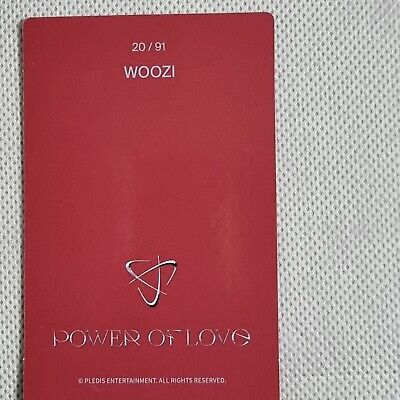 20 / 91
WOOZI
POWER OF LOVE
© PLEDIS ENTERTAINMENT. ALL RIGHTS RESERVED.